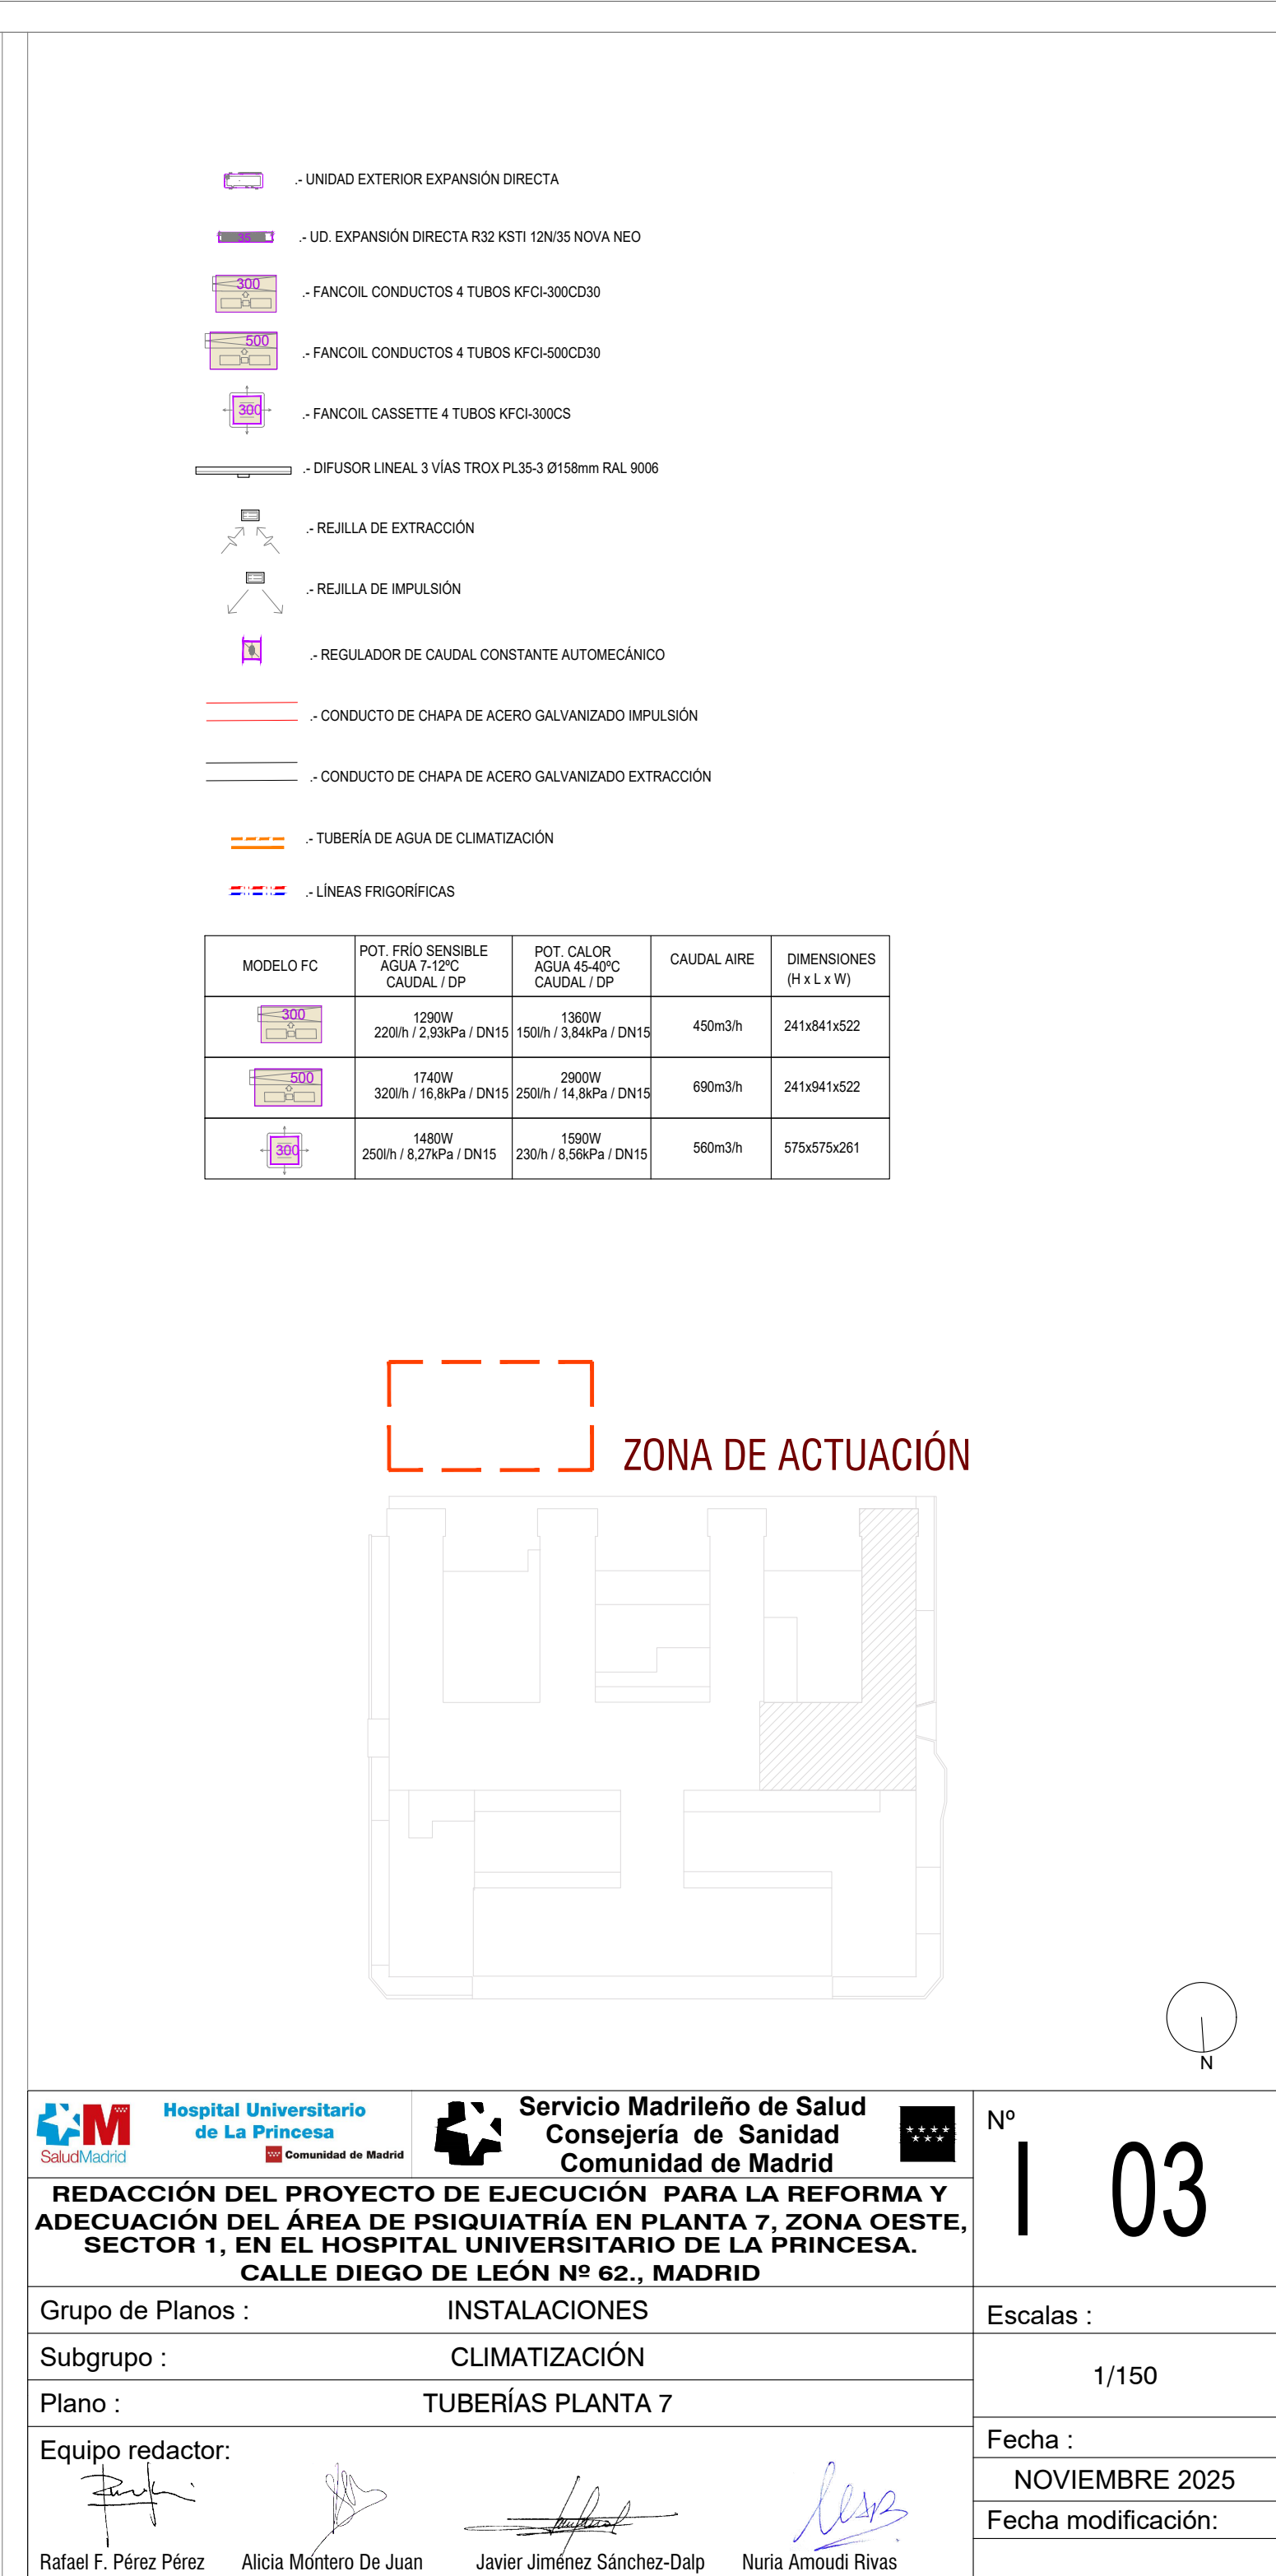 .- UNIDAD EXTERIOR EXPANSIÓN DIRECTA
35
.- UD. EXPANSIÓN DIRECTA R32 KSTI 12N/35 NOVA NEO
300
.- FANCOIL CONDUCTOS 4 TUBOS KFCI-300CD30
500
.- FANCOIL CONDUCTOS 4 TUBOS KFCI-500CD30
300
.- FANCOIL CASSETTE 4 TUBOS KFCI-300CS
.- DIFUSOR LINEAL 3 VÍAS TROX PL35-3 Ø158mm RAL 9006
.- REJILLA DE EXTRACCIÓN
.- REJILLA DE IMPULSIÓN
.- REGULADOR DE CAUDAL CONSTANTE AUTOMECÁNICO
.- CONDUCTO DE CHAPA DE ACERO GALVANIZADO IMPULSIÓN
.- CONDUCTO DE CHAPA DE ACERO GALVANIZADO EXTRACCIÓN
.- TUBERÍA DE AGUA DE CLIMATIZACIÓN
.- LÍNEAS FRIGORÍFICAS
MODELO FC
POT. FRÍO SENSIBLE
AGUA 7-12ºC
CAUDAL / DP
POT. CALOR
AGUA 45-40ºC
CAUDAL / DP
CAUDAL AIRE
DIMENSIONES
(H x L x W)
300
1290W
220l/h / 2,93kPa / DN15
1360W
150l/h / 3,84kPa / DN15
450m3/h
241x841x522
500
1740W
320l/h / 16,8kPa / DN15
2900W
250l/h / 14,8kPa / DN15
690m3/h
241x941x522
300
1480W
250l/h / 8,27kPa / DN15
1590W
230/h / 8,56kPa / DN15
560m3/h
575x575x261
ZONA DE ACTUACIÓN
N
M
SaludMadrid
Hospital Universitario
de La Princesa
Comunidad de Madrid
Servicio Madrileño de Salud
Consejería de Sanidad
Comunidad de Madrid
Nº
I 03
REDACCIÓN DEL PROYECTO DE EJECUCIÓN PARA LA REFORMA Y
ADECUACIÓN DEL ÁREA DE PSIQUIATRÍA EN PLANTA 7, ZONA OESTE,
SECTOR 1, EN EL HOSPITAL UNIVERSITARIO DE LA PRINCESA.
CALLE DIEGO DE LEÓN Nº 62., MADRID
Grupo de Planos : INSTALACIONES
Escalas :
Subgrupo : CLIMATIZACIÓN
1/150
Plano : TUBERÍAS PLANTA 7
Equipo redactor:
Fecha :
NOVIEMBRE 2025
Fecha modificación:
Rafael F. Pérez Pérez
Alicia Montero De Juan
Javier Jiménez Sánchez-Dalp
Nuria Amoudi Rivas